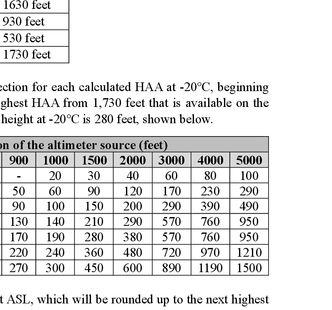 1630 feet
930 feet
530 feet
1730 feet
ection for each calculated HAA at -20°C, beginning
ghest HAA from 1,730 feet that is available on the
height at -20°C is 280 feet, shown below.
n of the altimeter source (feet)
900 1000 1500 2000 3000 4000 5000
- 20 30 40 60 80 100
50 60 90 120 170 230 290
90 100 150 200 290 390 490
130 140 210 290 570 760 950
170 190 280 380 570 760 950
220 240 360 480 720 970 1210
270 300 450 600 890 1190 1500
t ASL, which will be rounded up to the next highest